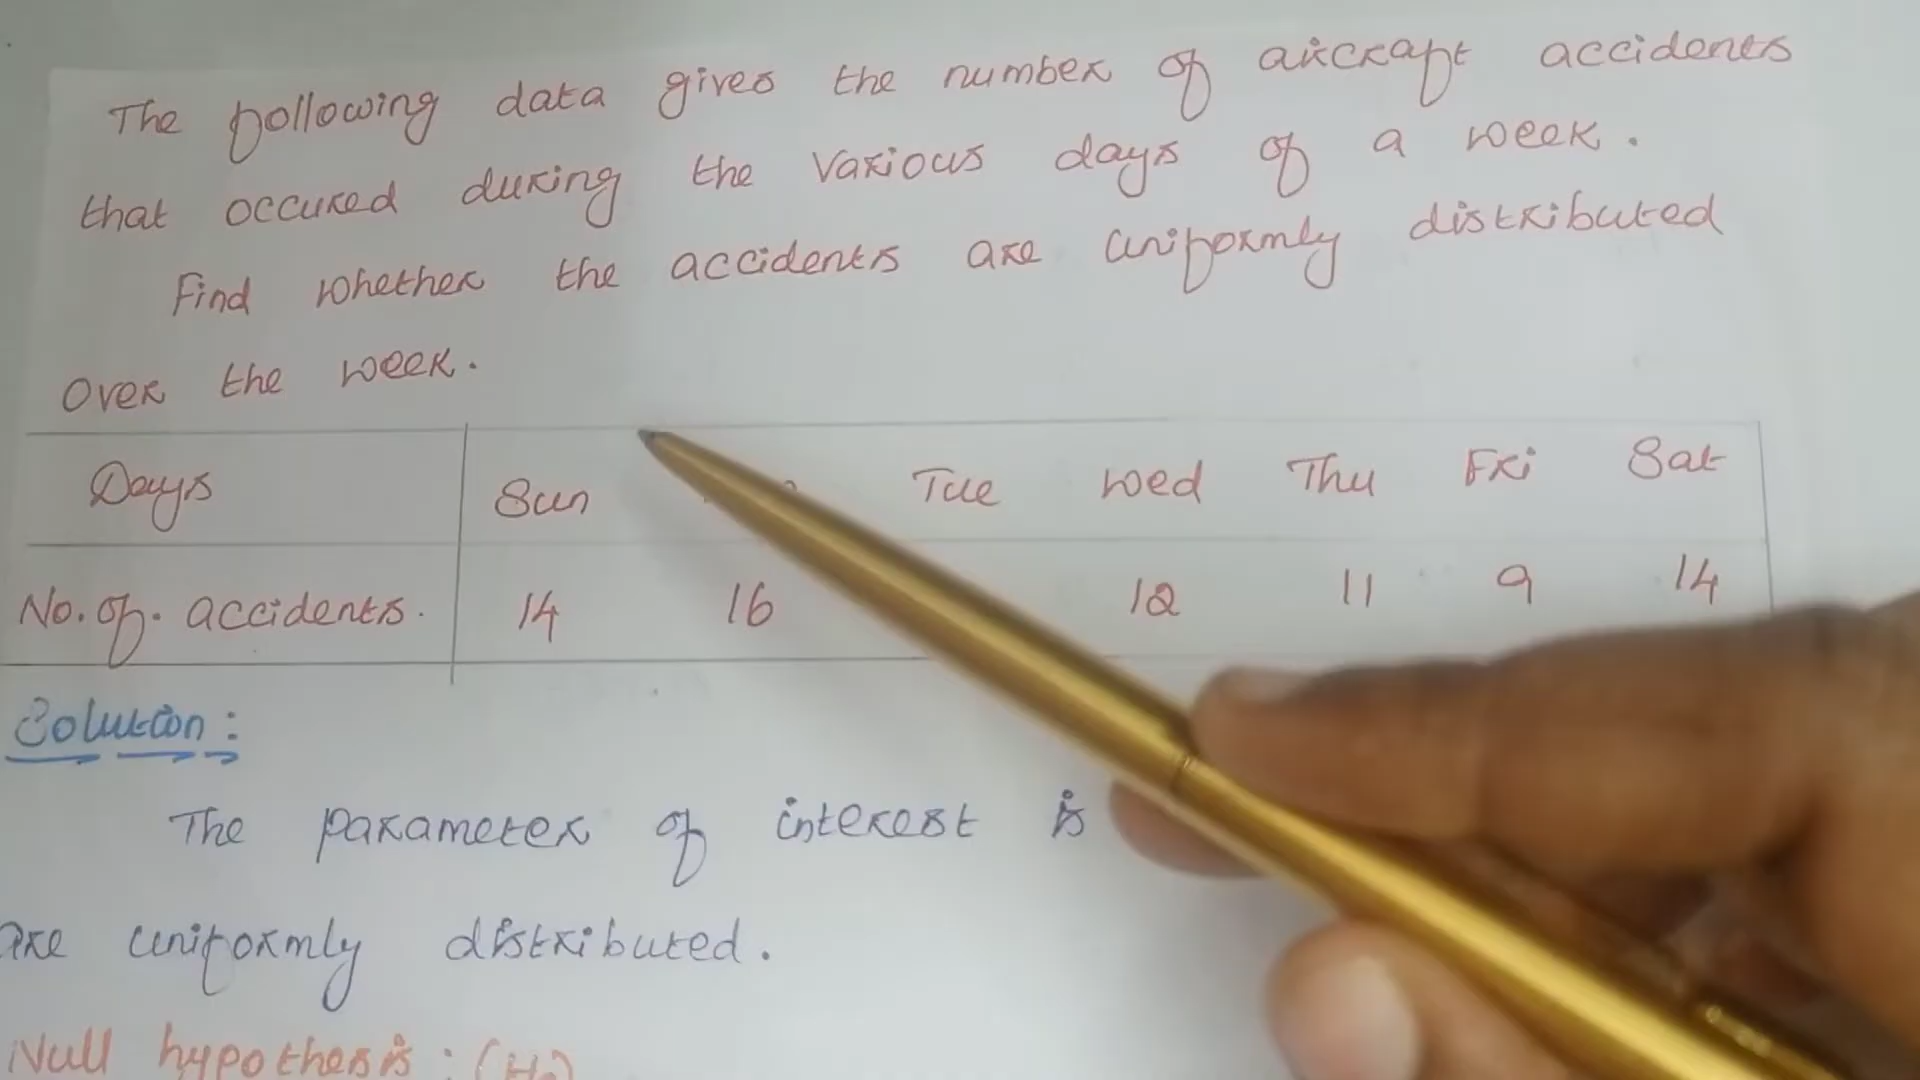 The following data gives the number of aircraft accidents
that occured during the various days of a week.
Find whether the accidents are uniformly distributed
Over the week.
Days Sun Tue Wed Thu Fri Sat
No. of. accidents. 14 16 12 11 9 14
Solution:
The parameter of interest is
are uniformly distributed.
Null hypothesis: (H0)